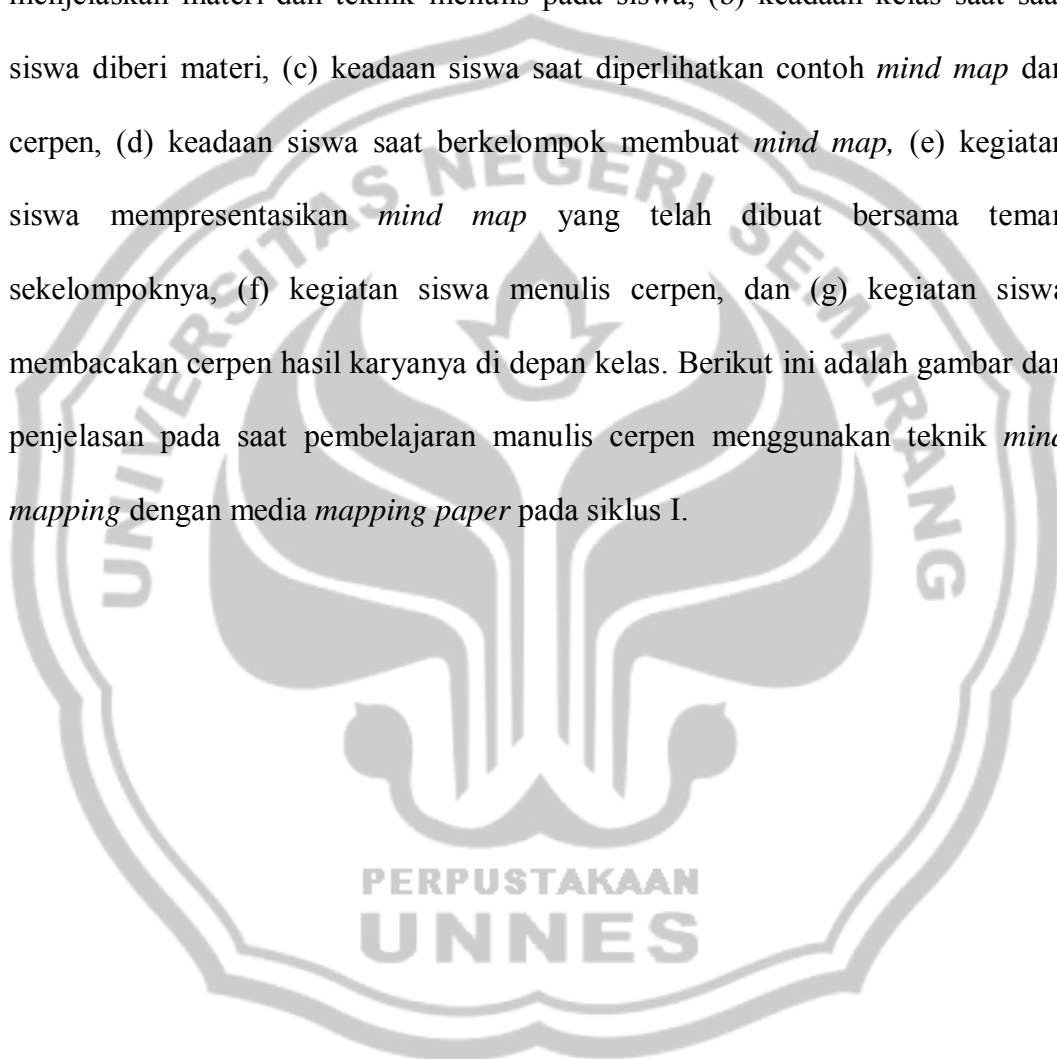 menjelaskan materi dan teknik menulis pada siswa, (b) keadaan kelas saat saat
siswa diberi materi, (c) keadaan siswa saat diperlihatkan contoh mind map dan
cerpen, (d) keadaan siswa saat berkelompok membuat mind map, (e) kegiatan
siswa mempresentasikan mind map yang telah dibuat bersama teman
sekelompoknya, (f) kegiatan siswa menulis cerpen, dan (g) kegiatan siswa
membacakan cerpen hasil karyanya di depan kelas. Berikut ini adalah gambar dan
penjelasan pada saat pembelajaran manulis cerpen menggunakan teknik mind
mapping dengan media mapping paper pada siklus I.
UNIVERSITAS NEGERI SEMARANG
PERPUSTAKAAN
UNNES